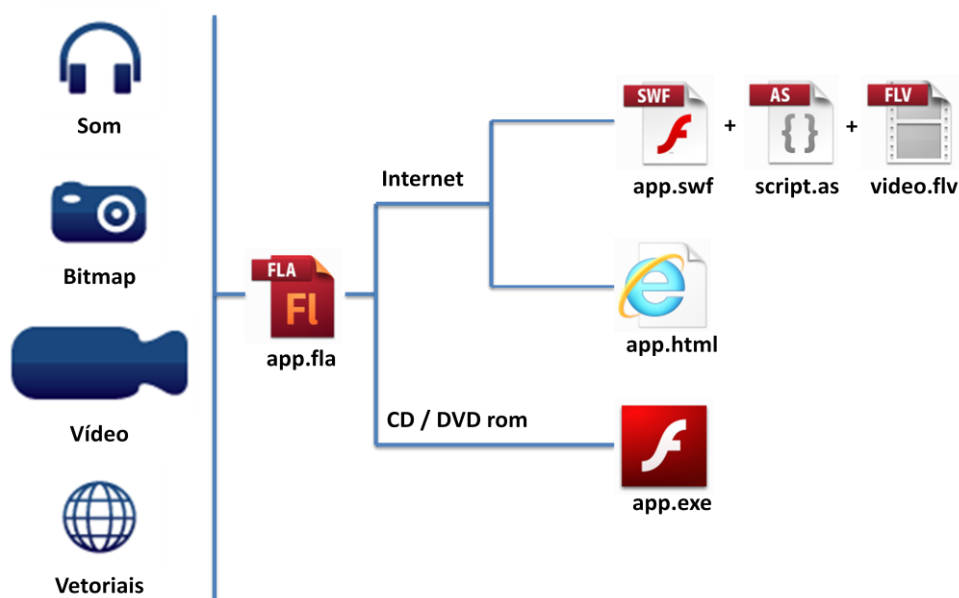 Som
Bitmap
Vídeo
Vetoriais
FLA
Fl
app.fla
Internet
CD / DVD rom
SWF
+
AS
{ }
+
FLV
app.swf
script.as
video.flv
app.html
app.exe